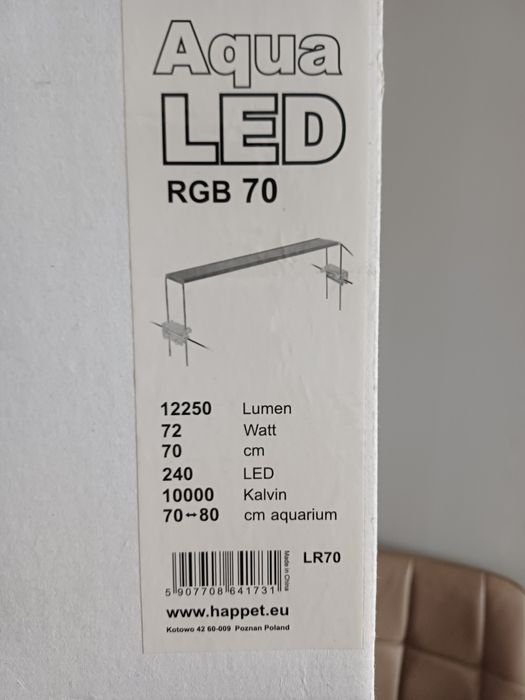 Aqua
LED
RGB 70
12250 Lumen
72 Watt
70 cm
240 LED
10000 Kalvin
70↔80 cm aquarium
LR70
Made in China
5 907708 641731
www.happet.eu
Kotowo 42 60-009 Poznan Poland